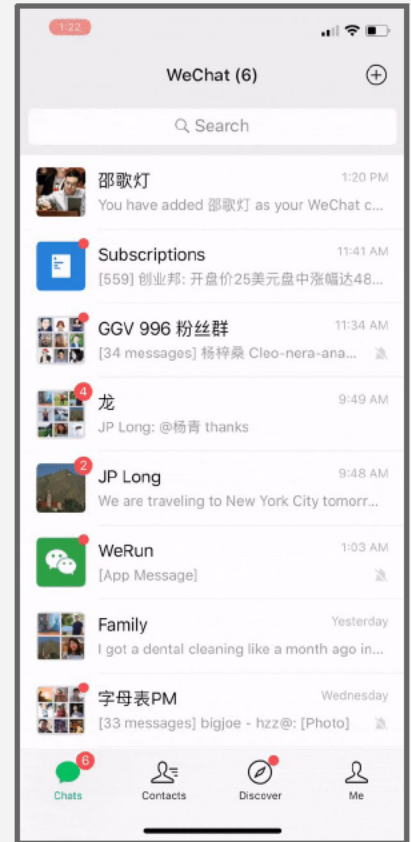 1:22
WeChat (6)
Search
邵歌灯
1:20 PM
You have added 邵歌灯 as your WeChat c...
Subscriptions
11:41 AM
[559] 创业邦: 开盘价25美元盘中涨幅达48...
GGV 996 粉丝群
11:34 AM
[34 messages] 杨梓燊 Cleo-nera-ana...
4
龙
9:49 AM
JP Long: @杨青 thanks
2
JP Long
9:48 AM
We are traveling to New York City tomorr...
WeRun
1:03 AM
[App Message]
Family
Yesterday
I got a dental cleaning like a month ago in...
字母表PM
Wednesday
[33 messages] bigjoe - hzz@: [Photo]
6
Chats
Contacts
Discover
Me